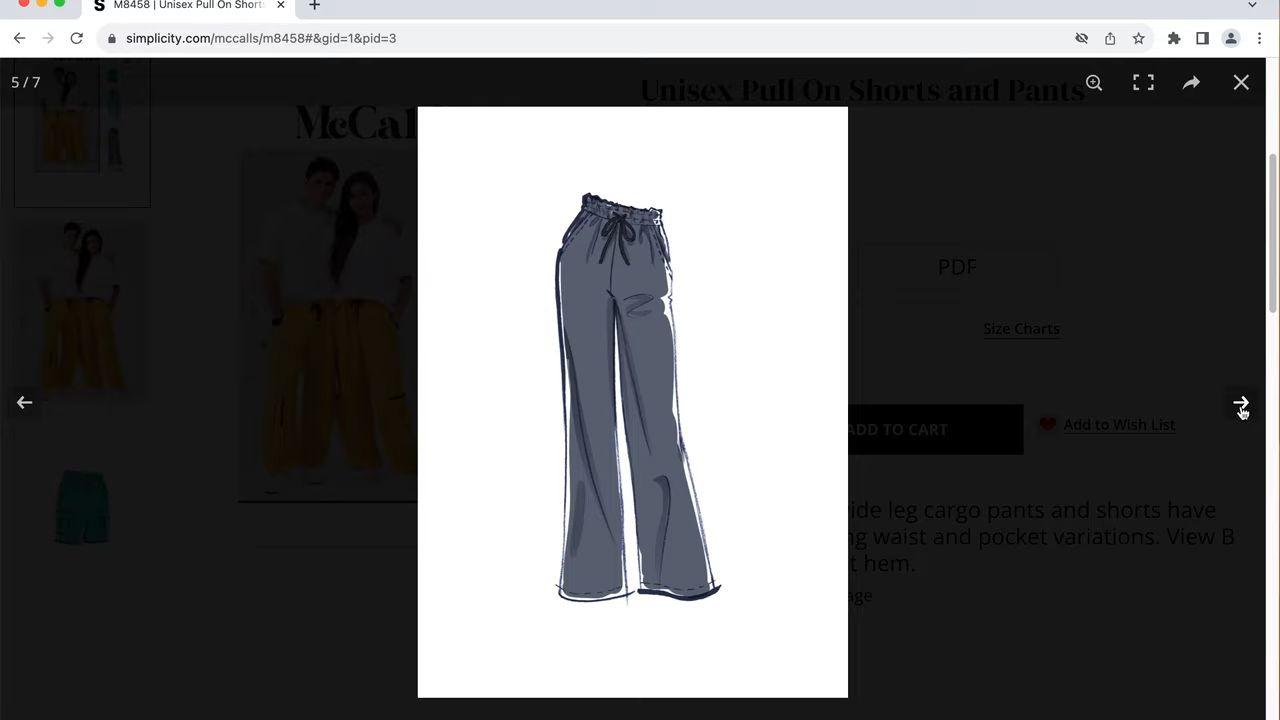 M8458 | Unisex Pull On Shorts
simplicity.com/mccalls/m8458#&gid=1&pid=3
5 / 7
Unisex Pull On Shorts and Pants
McCal
PDF
Size Charts
ADD TO CART
Add to Wish List
ide leg cargo pants and shorts have
ng waist and pocket variations. View B
t hem.
age